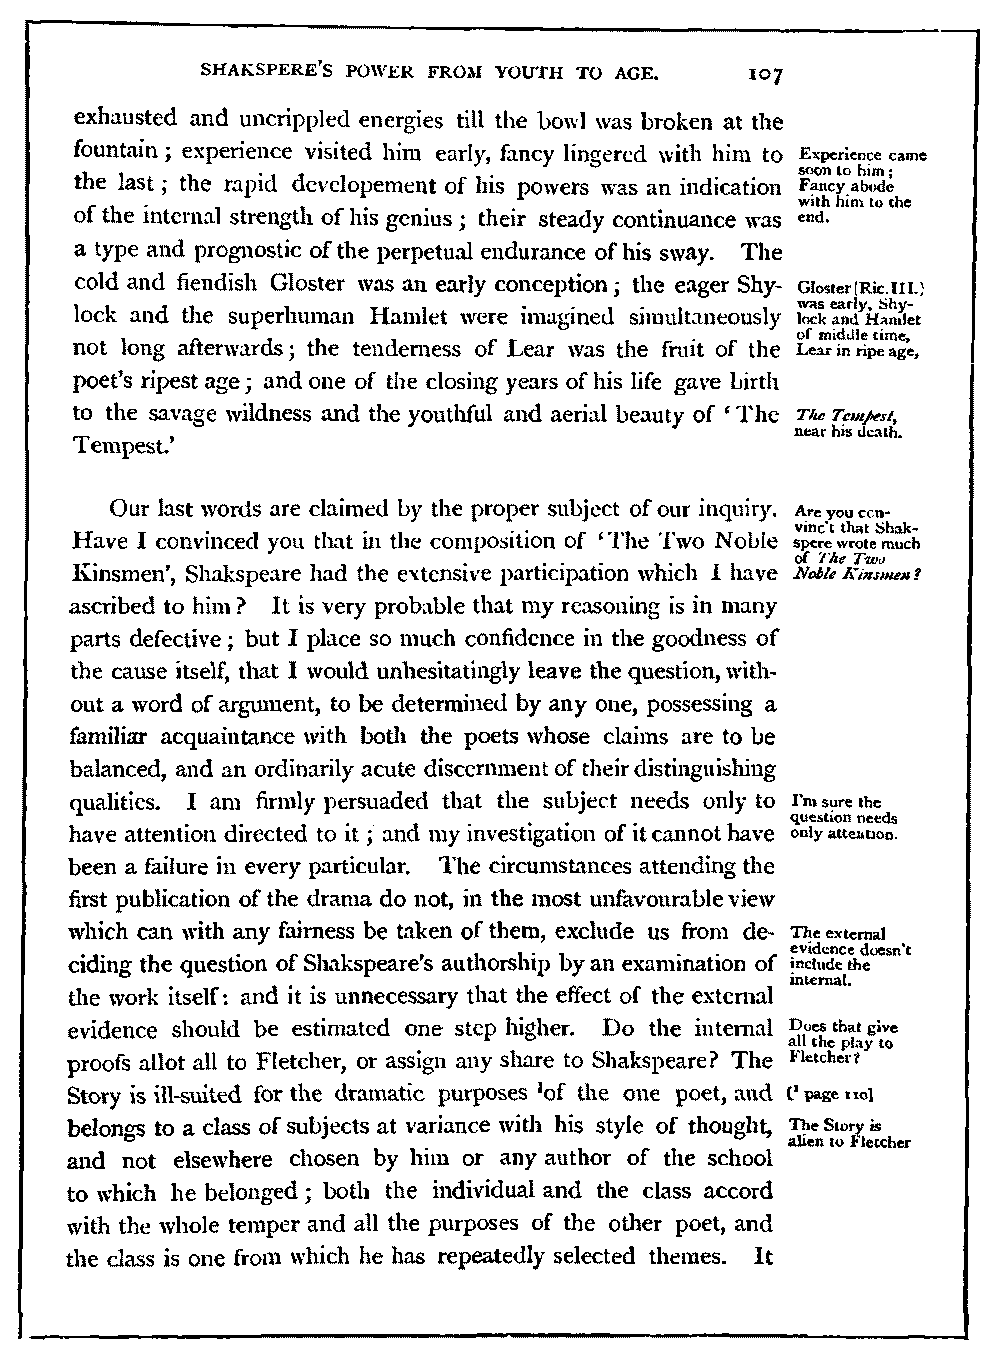 SHAKSPERE'S POWER FROM YOUTH TO AGE. 107
exhausted and uncrippled energies till the bowl was broken at the
fountain ; experience visited him early, fancy lingered with him to
the last ; the rapid developement of his powers was an indication
of the internal strength of his genius ; their steady continuance was
a type and prognostic of the perpetual endurance of his sway. The
cold and fiendish Gloster was an early conception ; the eager Shy-
lock and the superhuman Hamlet were imagined simultaneously
not long afterwards ; the tenderness of Lear was the fruit of the
poet's ripest age ; and one of the closing years of his life gave birth
to the savage wildness and the youthful and aerial beauty of ‘ The
Tempest.’
Experience came
soon to him ;
Fancy abode
with him to the
end.
Gloster (Ric. III.)
was early, Shy-
lock and Hamlet
of middle time,
Lear in ripe age,
The Tempest,
near his death.
Our last words are claimed by the proper subject of our inquiry.
Have I convinced you that in the composition of ‘The Two Noble
Kinsmen’, Shakspeare had the extensive participation which I have
ascribed to him ? It is very probable that my reasoning is in many
parts defective ; but I place so much confidence in the goodness of
the cause itself, that I would unhesitatingly leave the question, with-
out a word of argument, to be determined by any one, possessing a
familiar acquaintance with both the poets whose claims are to be
balanced, and an ordinarily acute discernment of their distinguishing
qualities. I am firmly persuaded that the subject needs only to
have attention directed to it ; and my investigation of it cannot have
been a failure in every particular. The circumstances attending the
first publication of the drama do not, in the most unfavourable view
which can with any fairness be taken of them, exclude us from de-
ciding the question of Shakspeare's authorship by an examination of
the work itself : and it is unnecessary that the effect of the external
evidence should be estimated one step higher. Do the internal
proofs allot all to Fletcher, or assign any share to Shakspeare? The
Story is ill-suited for the dramatic purposes ¹of the one poet, and
belongs to a class of subjects at variance with his style of thought,
and not elsewhere chosen by him or any author of the school
to which he belonged ; both the individual and the class accord
with the whole temper and all the purposes of the other poet, and
the class is one from which he has repeatedly selected themes. It
Are you con-
vinc't that Shak-
spere wrote much
of The Two
Noble Kinsmen ?
I'm sure the
question needs
only attention.
The external
evidence doesn't
include the
internal.
Does that give
all the play to
Fletcher?
[¹ page 110]
The Story is
alien to Fletcher